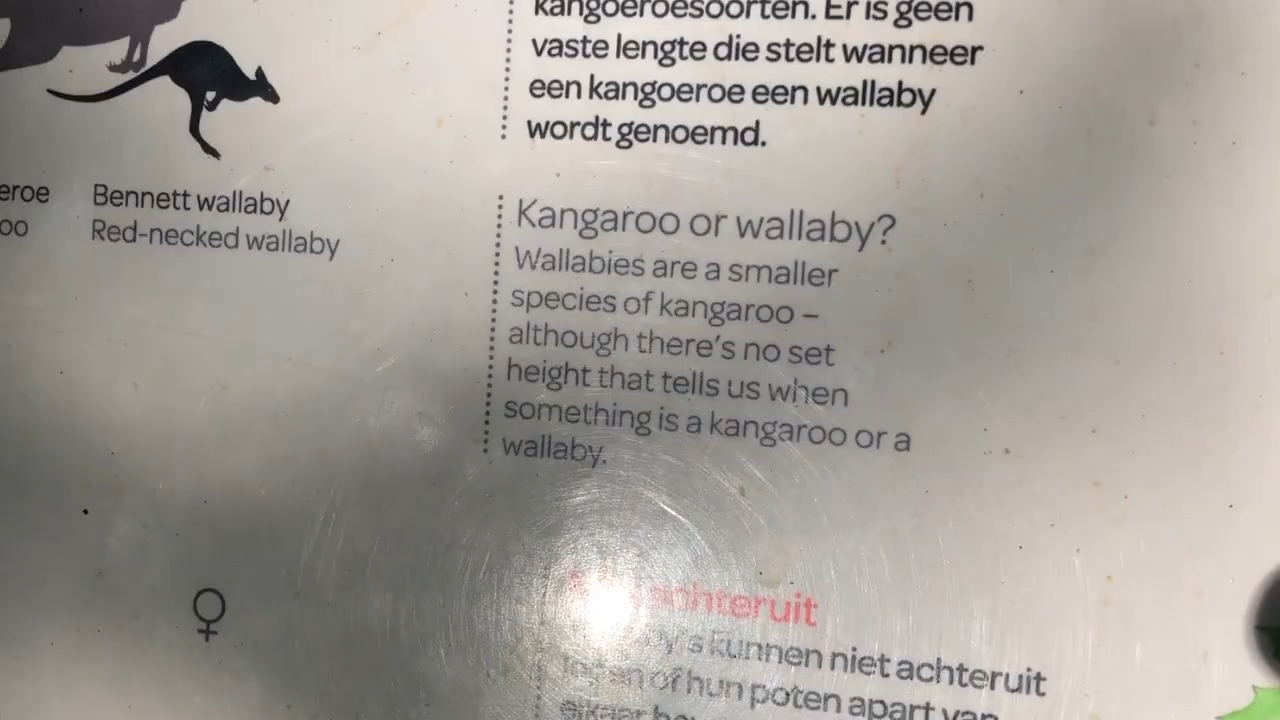 kangoeroesoorten. Er is geen
vaste lengte die stelt wanneer
een kangoeroe een wallaby
wordt genoemd.
eroe
oo
Bennett wallaby
Red-necked wallaby
Kangaroo or wallaby?
Wallabies are a smaller
species of kangaroo –
although there's no set
height that tells us when
something is a kangaroo or a
wallaby.
achteruit
y's kunnen niet achteruit
of hun poten apart van